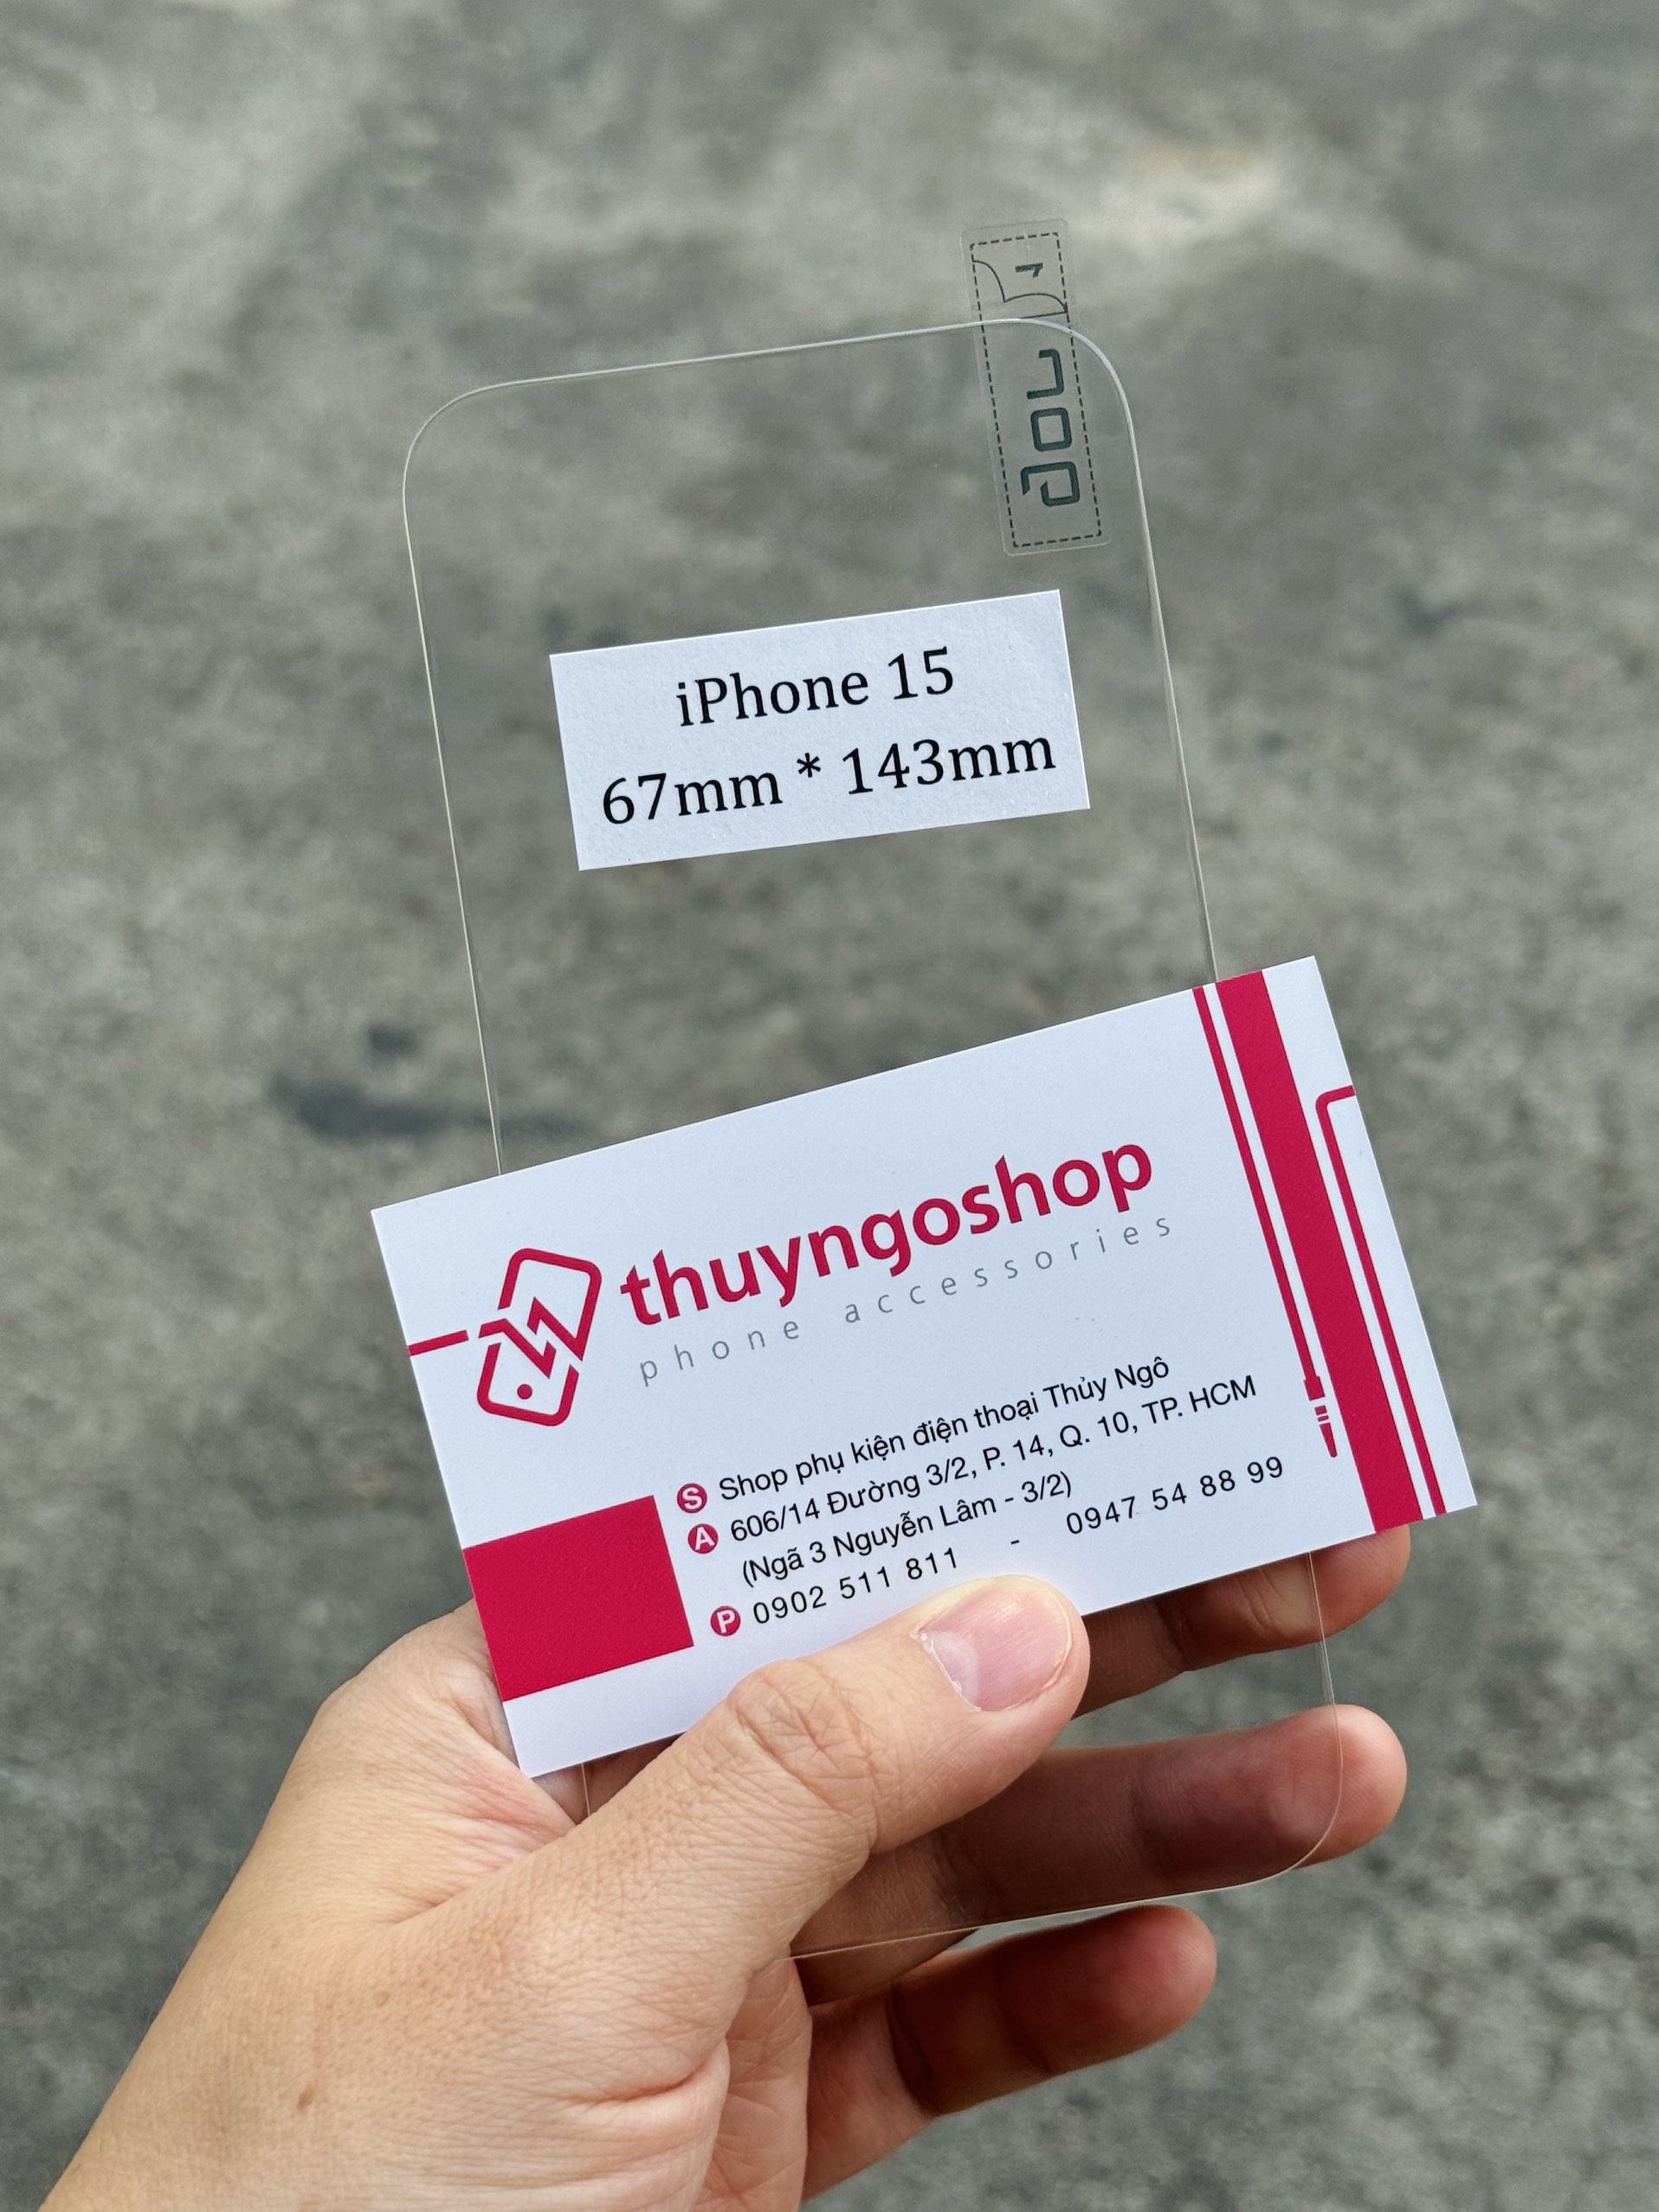 iPhone 15
67mm * 143mm
thuyngoshop
phone accessories
S Shop phụ kiện điện thoại Thủy Ngô
A 606/14 Đường 3/2, P. 14, Q. 10, TP. HCM
(Ngã 3 Nguyễn Lâm - 3/2)
P 0902 511 811 - 0947 54 88 99